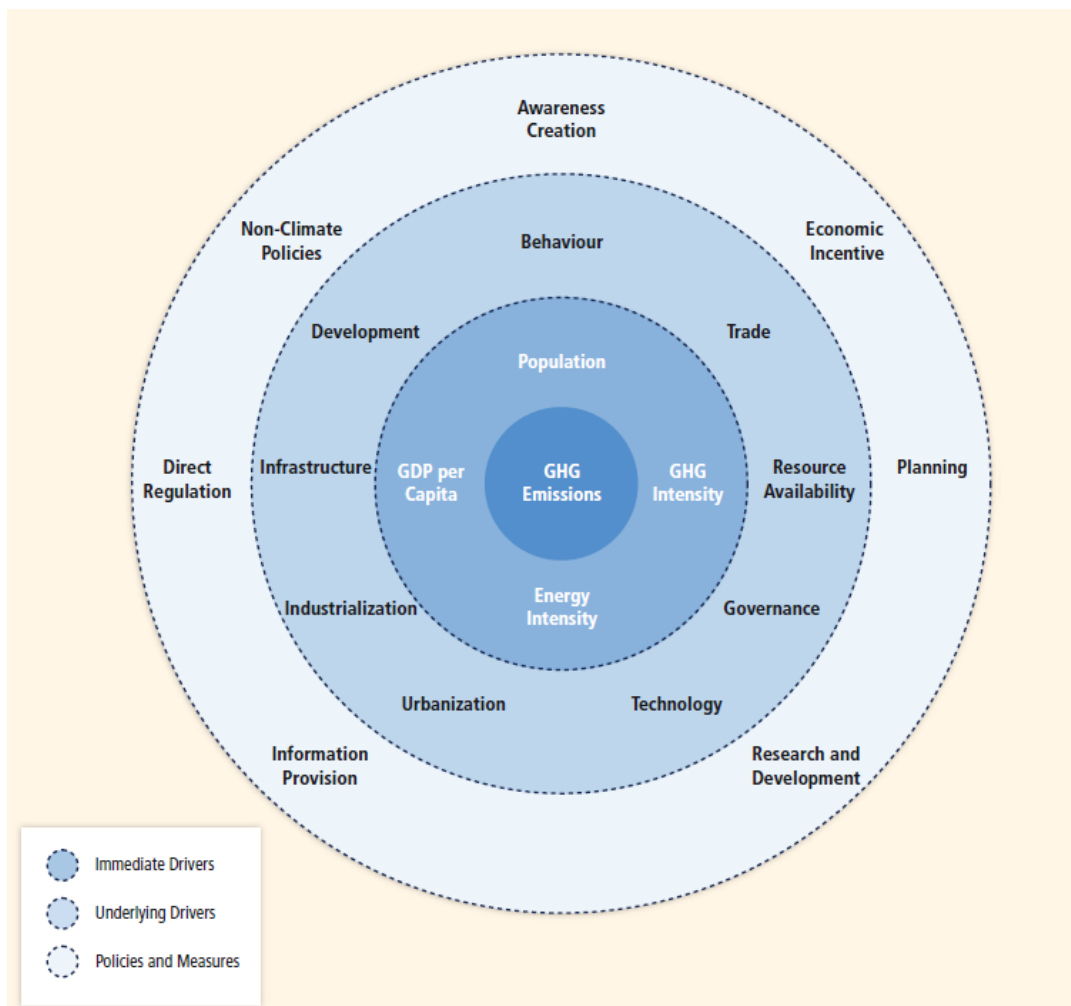 Awareness
Creation
Non-Climate
Policies
Economic
Incentive
Behaviour
Development
Trade
Population
Direct
Regulation
Infrastructure
GDP per
Capita
GHG
Emissions
GHG
Intensity
Resource
Availability
Planning
Energy
Intensity
Industrialization
Governance
Urbanization
Technology
Information
Provision
Research and
Development
Immediate Drivers
Underlying Drivers
Policies and Measures